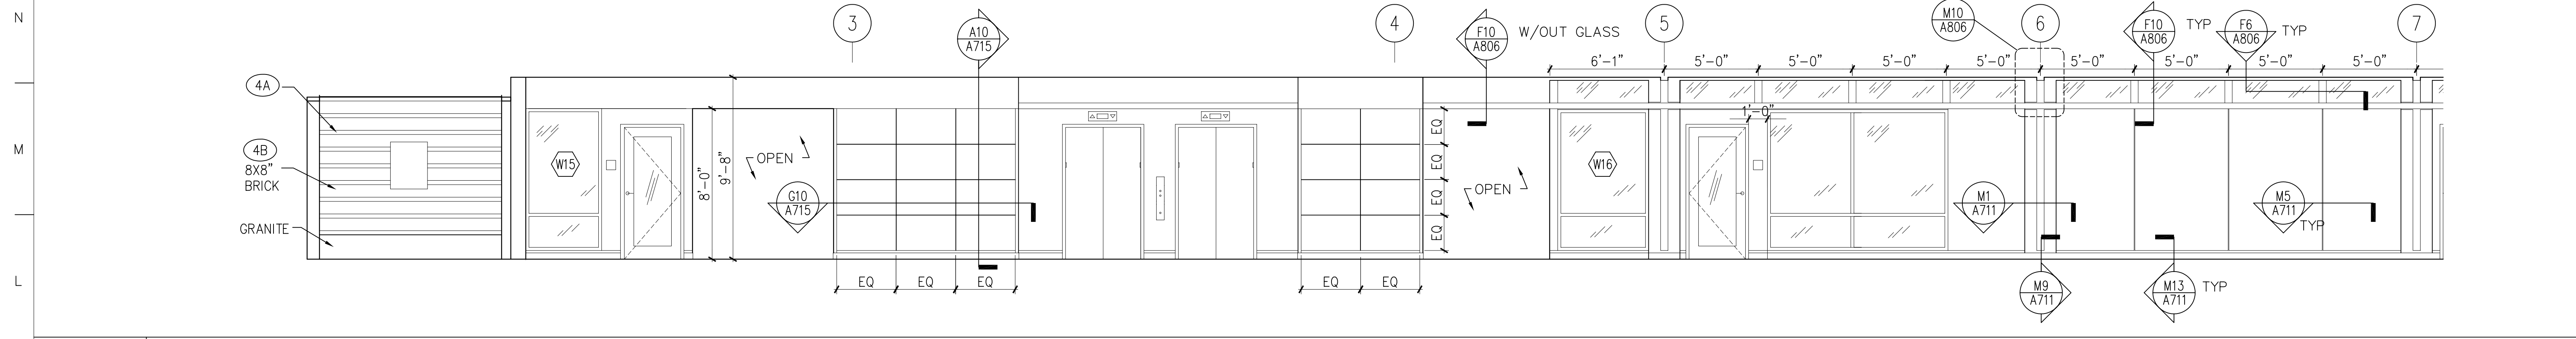 N
3
A10
A715
4
F10
A806
W/OUT GLASS
5
M10
A806
6
F10
A806
TYP
F6
A806
TYP
7
6'-1"
5'-0"
5'-0"
5'-0"
5'-0"
5'-0"
5'-0"
5'-0"
5'-0"
4A
1'-0"
M
4B
8X8"
BRICK
W15
OPEN
8'-0"
9'-8"
EQ
EQ
EQ
EQ
W16
OPEN
G10
A715
M1
A711
M5
A711
TYP
GRANITE
L
EQ
EQ
EQ
EQ
EQ
M9
A711
M13
A711
TYP